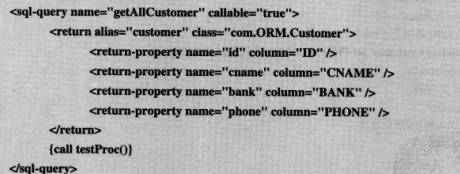 <sql-query name="getAllCustomer" callable="true">
<return alias="customer" class="com.ORM.Customer">
<return-property name="id" column="ID" />
<return-property name="cname" column="CNAME" />
<return-property name="bank" column="BANK" />
<return-property name="phone" column="PHONE" />
</return>
{call testProc()}
</sql-query>